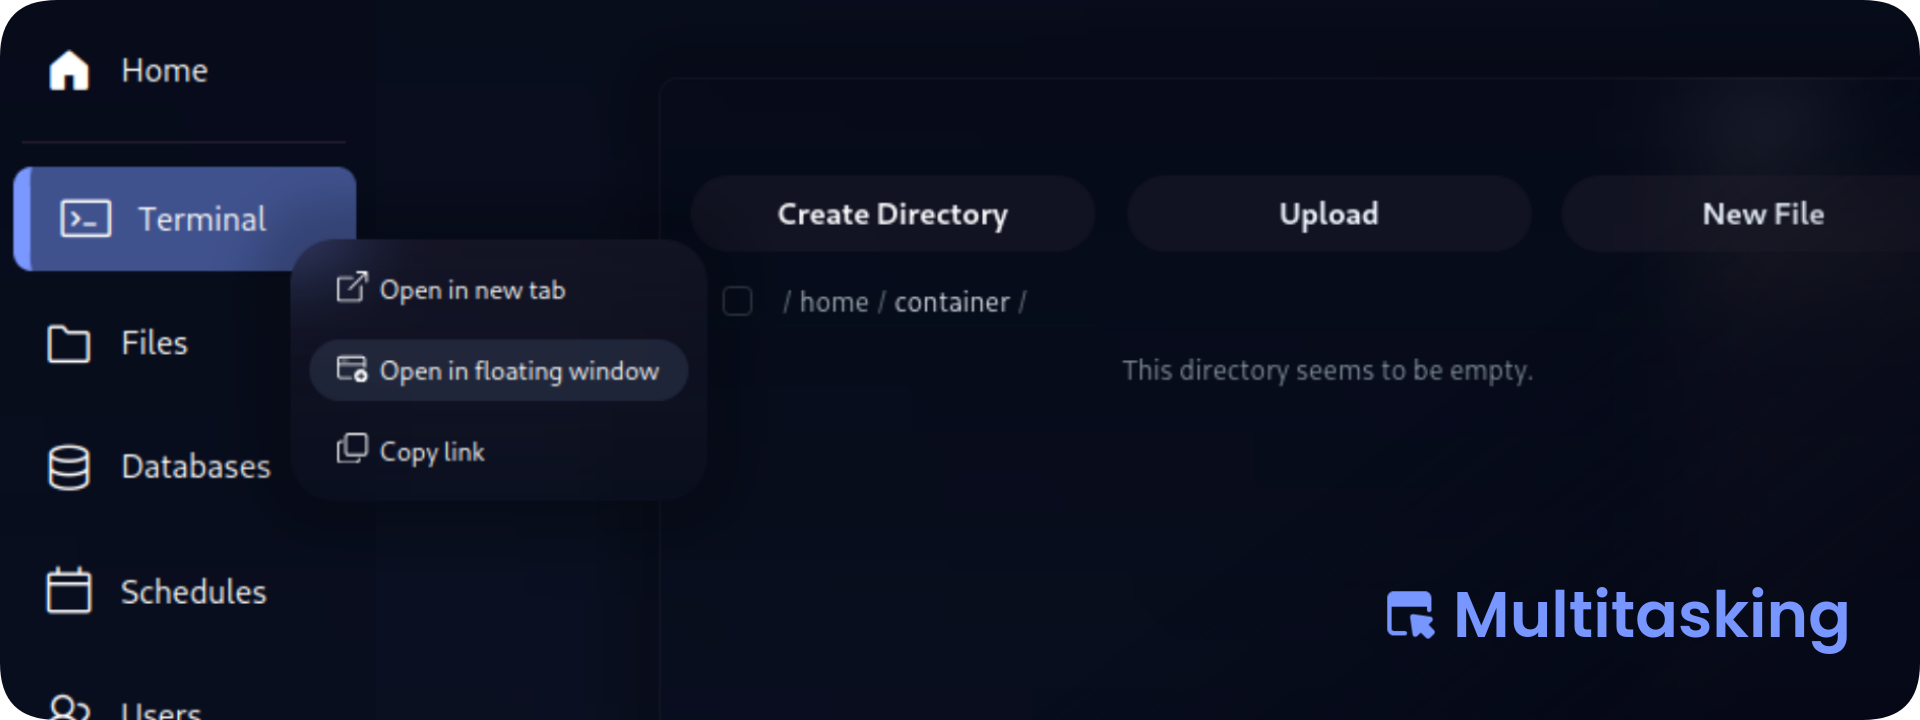 Home
Terminal
Files
Databases
Schedules
Users
Open in new tab
Open in floating window
Copy link
Create Directory
Upload
New File
/ home / container /
This directory seems to be empty.
Multitasking